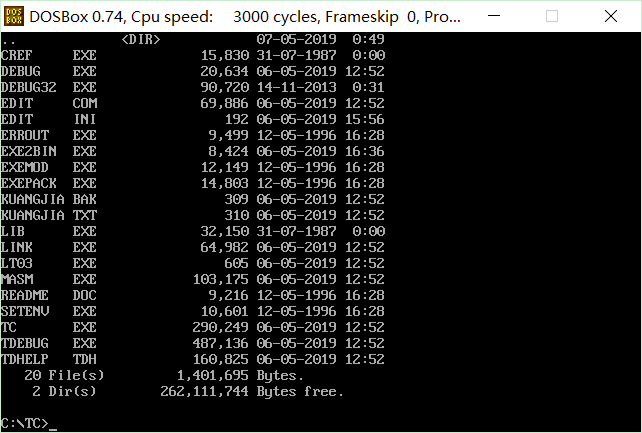 DOSBox 0.74, Cpu speed: 3000 cycles, Frameskip 0, Pro...
.. <DIR> 07-05-2019 0:49
CREF EXE 15,830 31-07-1987 0:00
DEBUG EXE 20,634 06-05-2019 12:52
DEBUG32 EXE 90,720 14-11-2013 0:31
EDIT COM 69,886 06-05-2019 12:52
EDIT INI 192 06-05-2019 15:56
ERROUT EXE 9,499 12-05-1996 16:28
EXE2BIN EXE 8,424 06-05-2019 16:36
EXEMOD EXE 12,149 12-05-1996 16:28
EXEPACK EXE 14,803 12-05-1996 16:28
KUANGJIA BAK 309 06-05-2019 12:52
KUANGJIA TXT 310 06-05-2019 12:52
LIB EXE 32,150 31-07-1987 0:00
LINK EXE 64,982 06-05-2019 12:52
LT03 EXE 605 06-05-2019 12:52
MASM EXE 103,175 06-05-2019 12:52
README DOC 9,216 12-05-1996 16:28
SETENV EXE 10,601 12-05-1996 16:28
TC EXE 290,249 06-05-2019 12:52
TDEBUG EXE 487,136 06-05-2019 12:52
TDHELP TDH 160,825 06-05-2019 12:52
20 File(s) 1,401,695 Bytes.
2 Dir(s) 262,111,744 Bytes free.
C:\TC>_